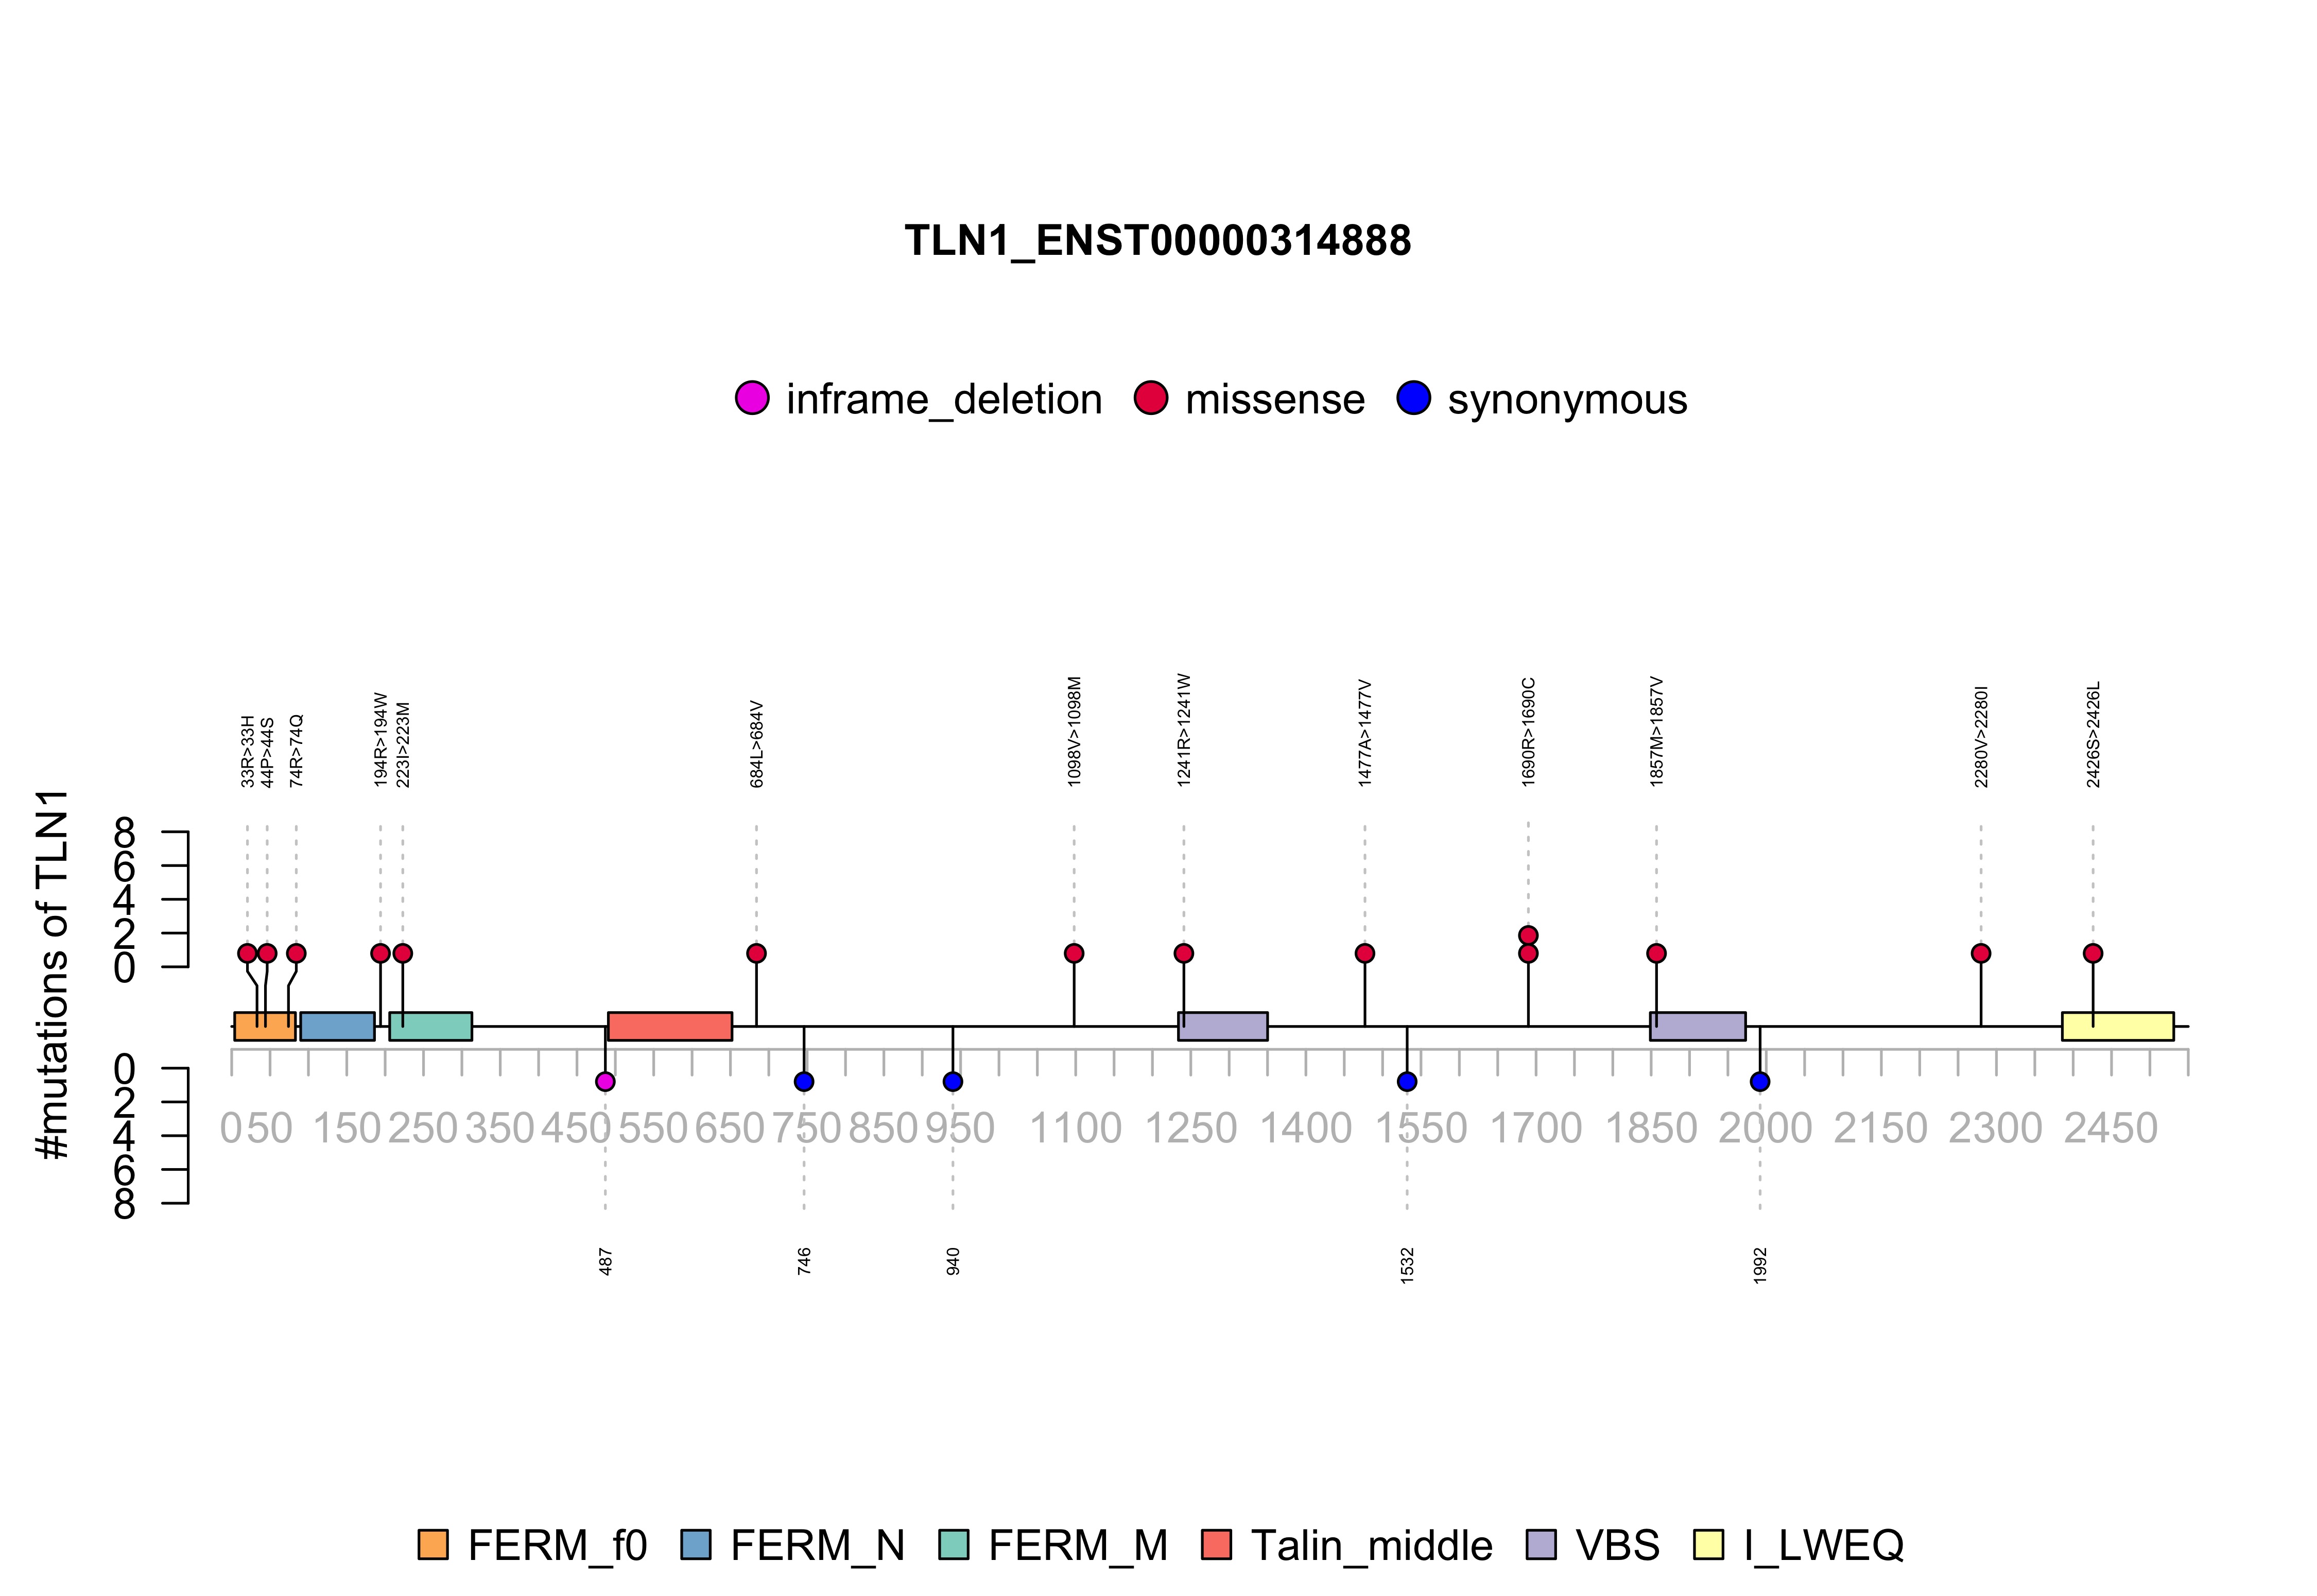 TLN1_ENST00000314888
inframe_deletion missense synonymous
33R>33H
44P>44S
74R>74Q
194R>194W
223I>223M
684L>684V
1098V>1098M
1241R>1241W
1477A>1477V
1690R>1690C
1857M>1857V
2280V>2280I
2426S>2426L
#mutations of TLN1
8
6
4
2
0
0
2
4
6
8
0 50 150 250 350 450 550 650 750 850 950 1100 1250 1400 1550 1700 1850 2000 2150 2300 2450
487
746
940
1532
1992
FERM_f0 FERM_N FERM_M Talin_middle VBS I_LWEQ